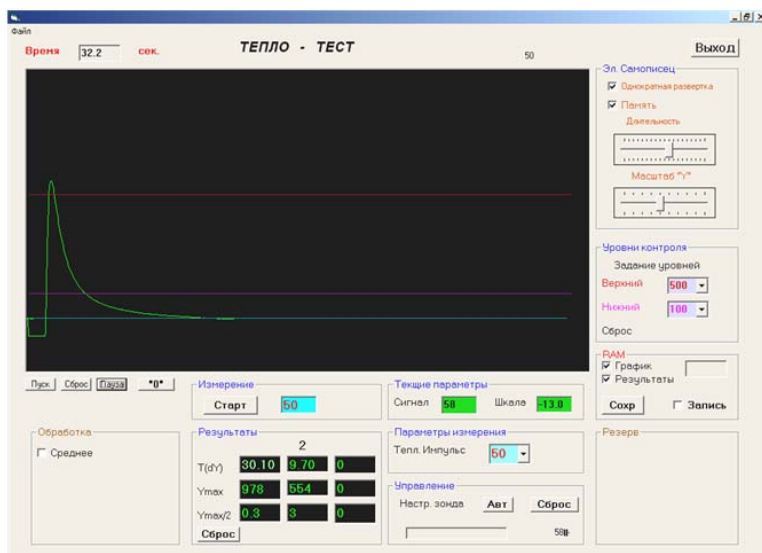 Файл
Время 32.2 сек. ТЕПЛО - ТЕСТ 50 Выход
Эл. Самописец
Однократная развертка
Память
Длительность
Масштаб "Y"
Уровни контроля
Задание уровней
Верхний 500
Нижний 100
Сброс
RAM
График
Результаты
Сохр Запись
Пуск Сброс Пауза "0"
Измерение
Старт 50
Текщие параметры
Сигнал 58 Шкала -13.0
Обработка
Среднее
Результаты
2
T(dY) 30.10 9.70 0
Ymax 978 554 0
Ymax/2 0.3 3 0
Сброс
Параметры измерения
Тепл. Импульс 50
Управление
Настр. зонда Авт Сброс
Резерв